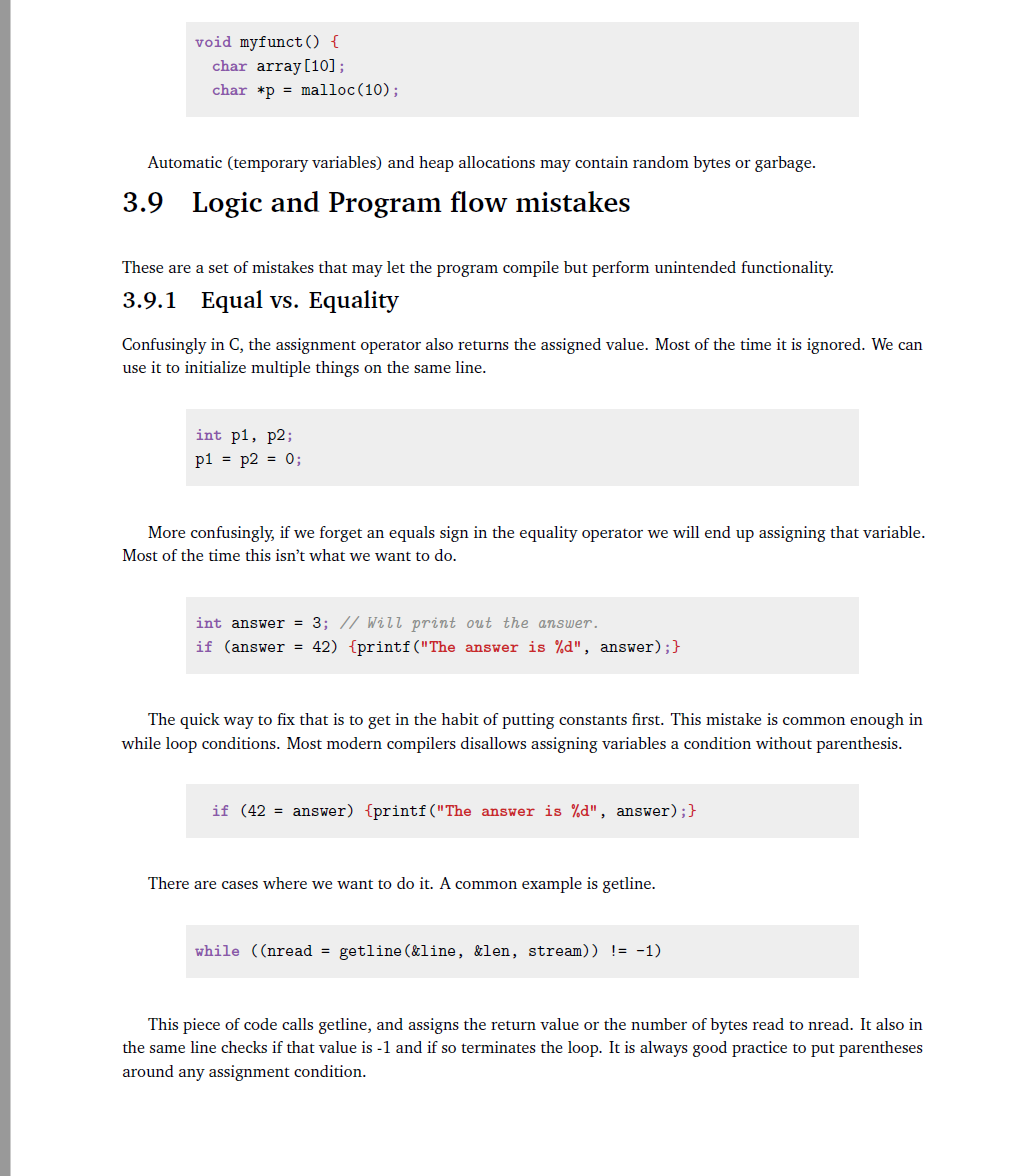 void myfunct() {
char array[10];
char *p = malloc(10);
Automatic (temporary variables) and heap allocations may contain random bytes or garbage.
3.9 Logic and Program flow mistakes
These are a set of mistakes that may let the program compile but perform unintended functionality.
3.9.1 Equal vs. Equality
Confusingly in C, the assignment operator also returns the assigned value. Most of the time it is ignored. We can
use it to initialize multiple things on the same line.
int p1, p2;
p1 = p2 = 0;
More confusingly, if we forget an equals sign in the equality operator we will end up assigning that variable.
Most of the time this isn’t what we want to do.
int answer = 3; // Will print out the answer.
if (answer = 42) {printf("The answer is %d", answer);}
The quick way to fix that is to get in the habit of putting constants first. This mistake is common enough in
while loop conditions. Most modern compilers disallows assigning variables a condition without parenthesis.
if (42 = answer) {printf("The answer is %d", answer);}
There are cases where we want to do it. A common example is getline.
while ((nread = getline(&line, &len, stream)) != -1)
This piece of code calls getline, and assigns the return value or the number of bytes read to nread. It also in
the same line checks if that value is -1 and if so terminates the loop. It is always good practice to put parentheses
around any assignment condition.